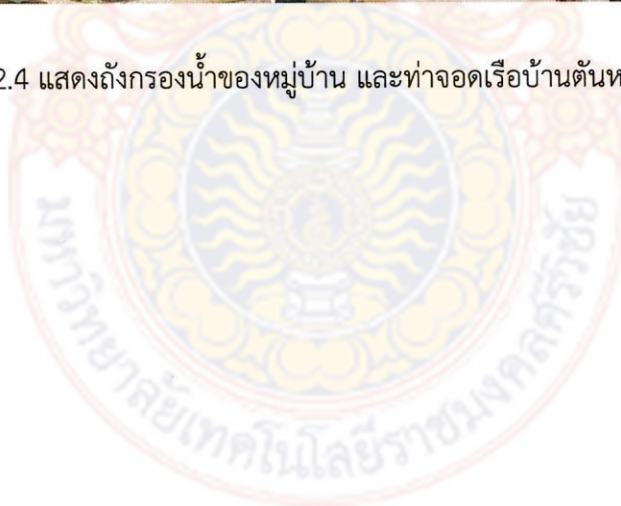 2.4 แสดงถังกรองน้ำของหมู่บ้าน และท่าจอดเรือบ้านตันห
มหาวิทยาลัยเทคโนโลยีราชมงคลศรีวิชัย